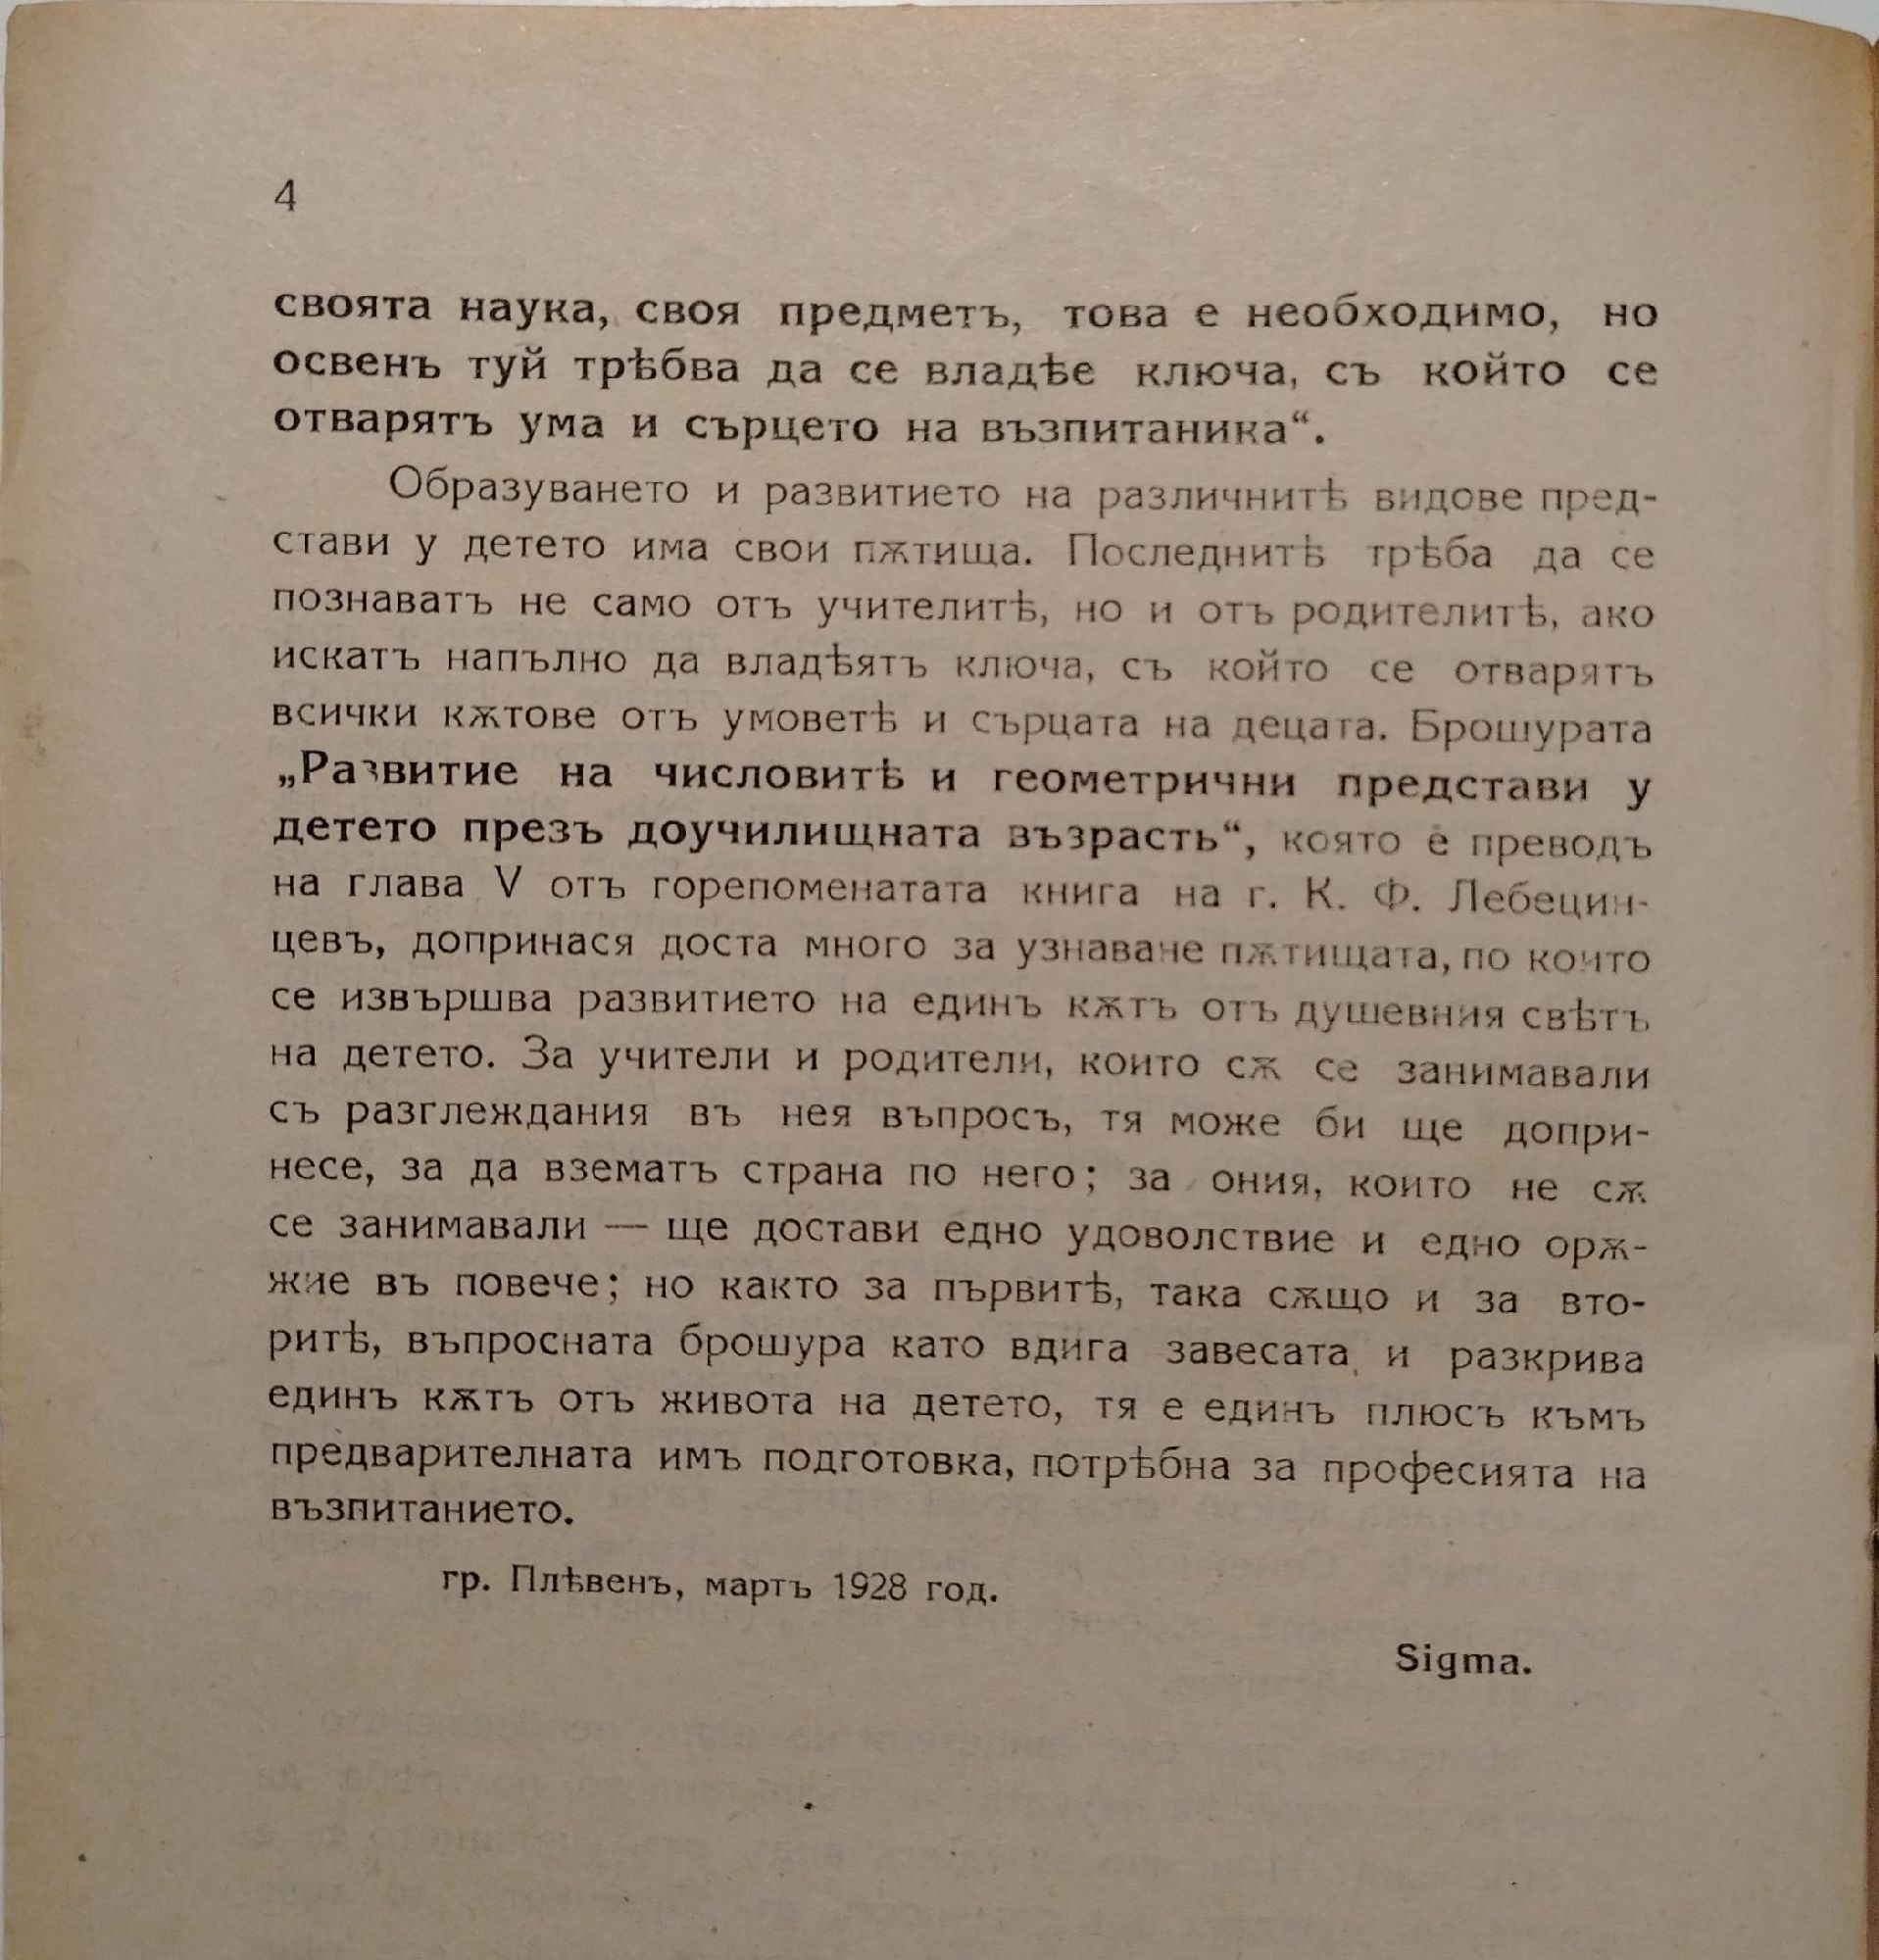 4
своята наука, своя предметъ, това е необходимо, но
освенъ туй трѣбва да се владѣе ключа, съ който се
отварятъ ума и сърцето на възпитаника“.
Образуването и развитието на различнитѣ видове пред-
стави у детето има свои пѫтища. Последнитѣ трѣба да се
познаватъ не само отъ учителитѣ, но и отъ родителитѣ, ако
искатъ напълно да владѣятъ ключа, съ който се отварятъ
всички кѫтове отъ умоветѣ и сърцата на децата. Брошурата
„Развитие на числовитѣ и геометрични представи у
детето презъ доучилищната възрасть“, която е преводъ
на глава V отъ горепоменатата книга на г. К. Ф. Лебецин-
цевъ, допринася доста много за узнаване пѫтищата, по които
се извършва развитието на единъ кѫтъ отъ душевния свѣтъ
на детето. За учители и родители, които сѫ се занимавали
съ разглеждания въ нея въпросъ, тя може би ще допри-
несе, за да взематъ страна по него; за ония, които не сѫ
се занимавали — ще достави едно удоволствие и едно орѫ-
жие въ повече; но както за първитѣ, така сѫщо и за вто-
ритѣ, въпросната брошура като вдига завесата и разкрива
единъ кѫтъ отъ живота на детето, тя е единъ плюсъ къмъ
предварителната имъ подготовка, потрѣбна за професията на
възпитанието.
гр. Плѣвенъ, мартъ 1928 год.
Sigma.